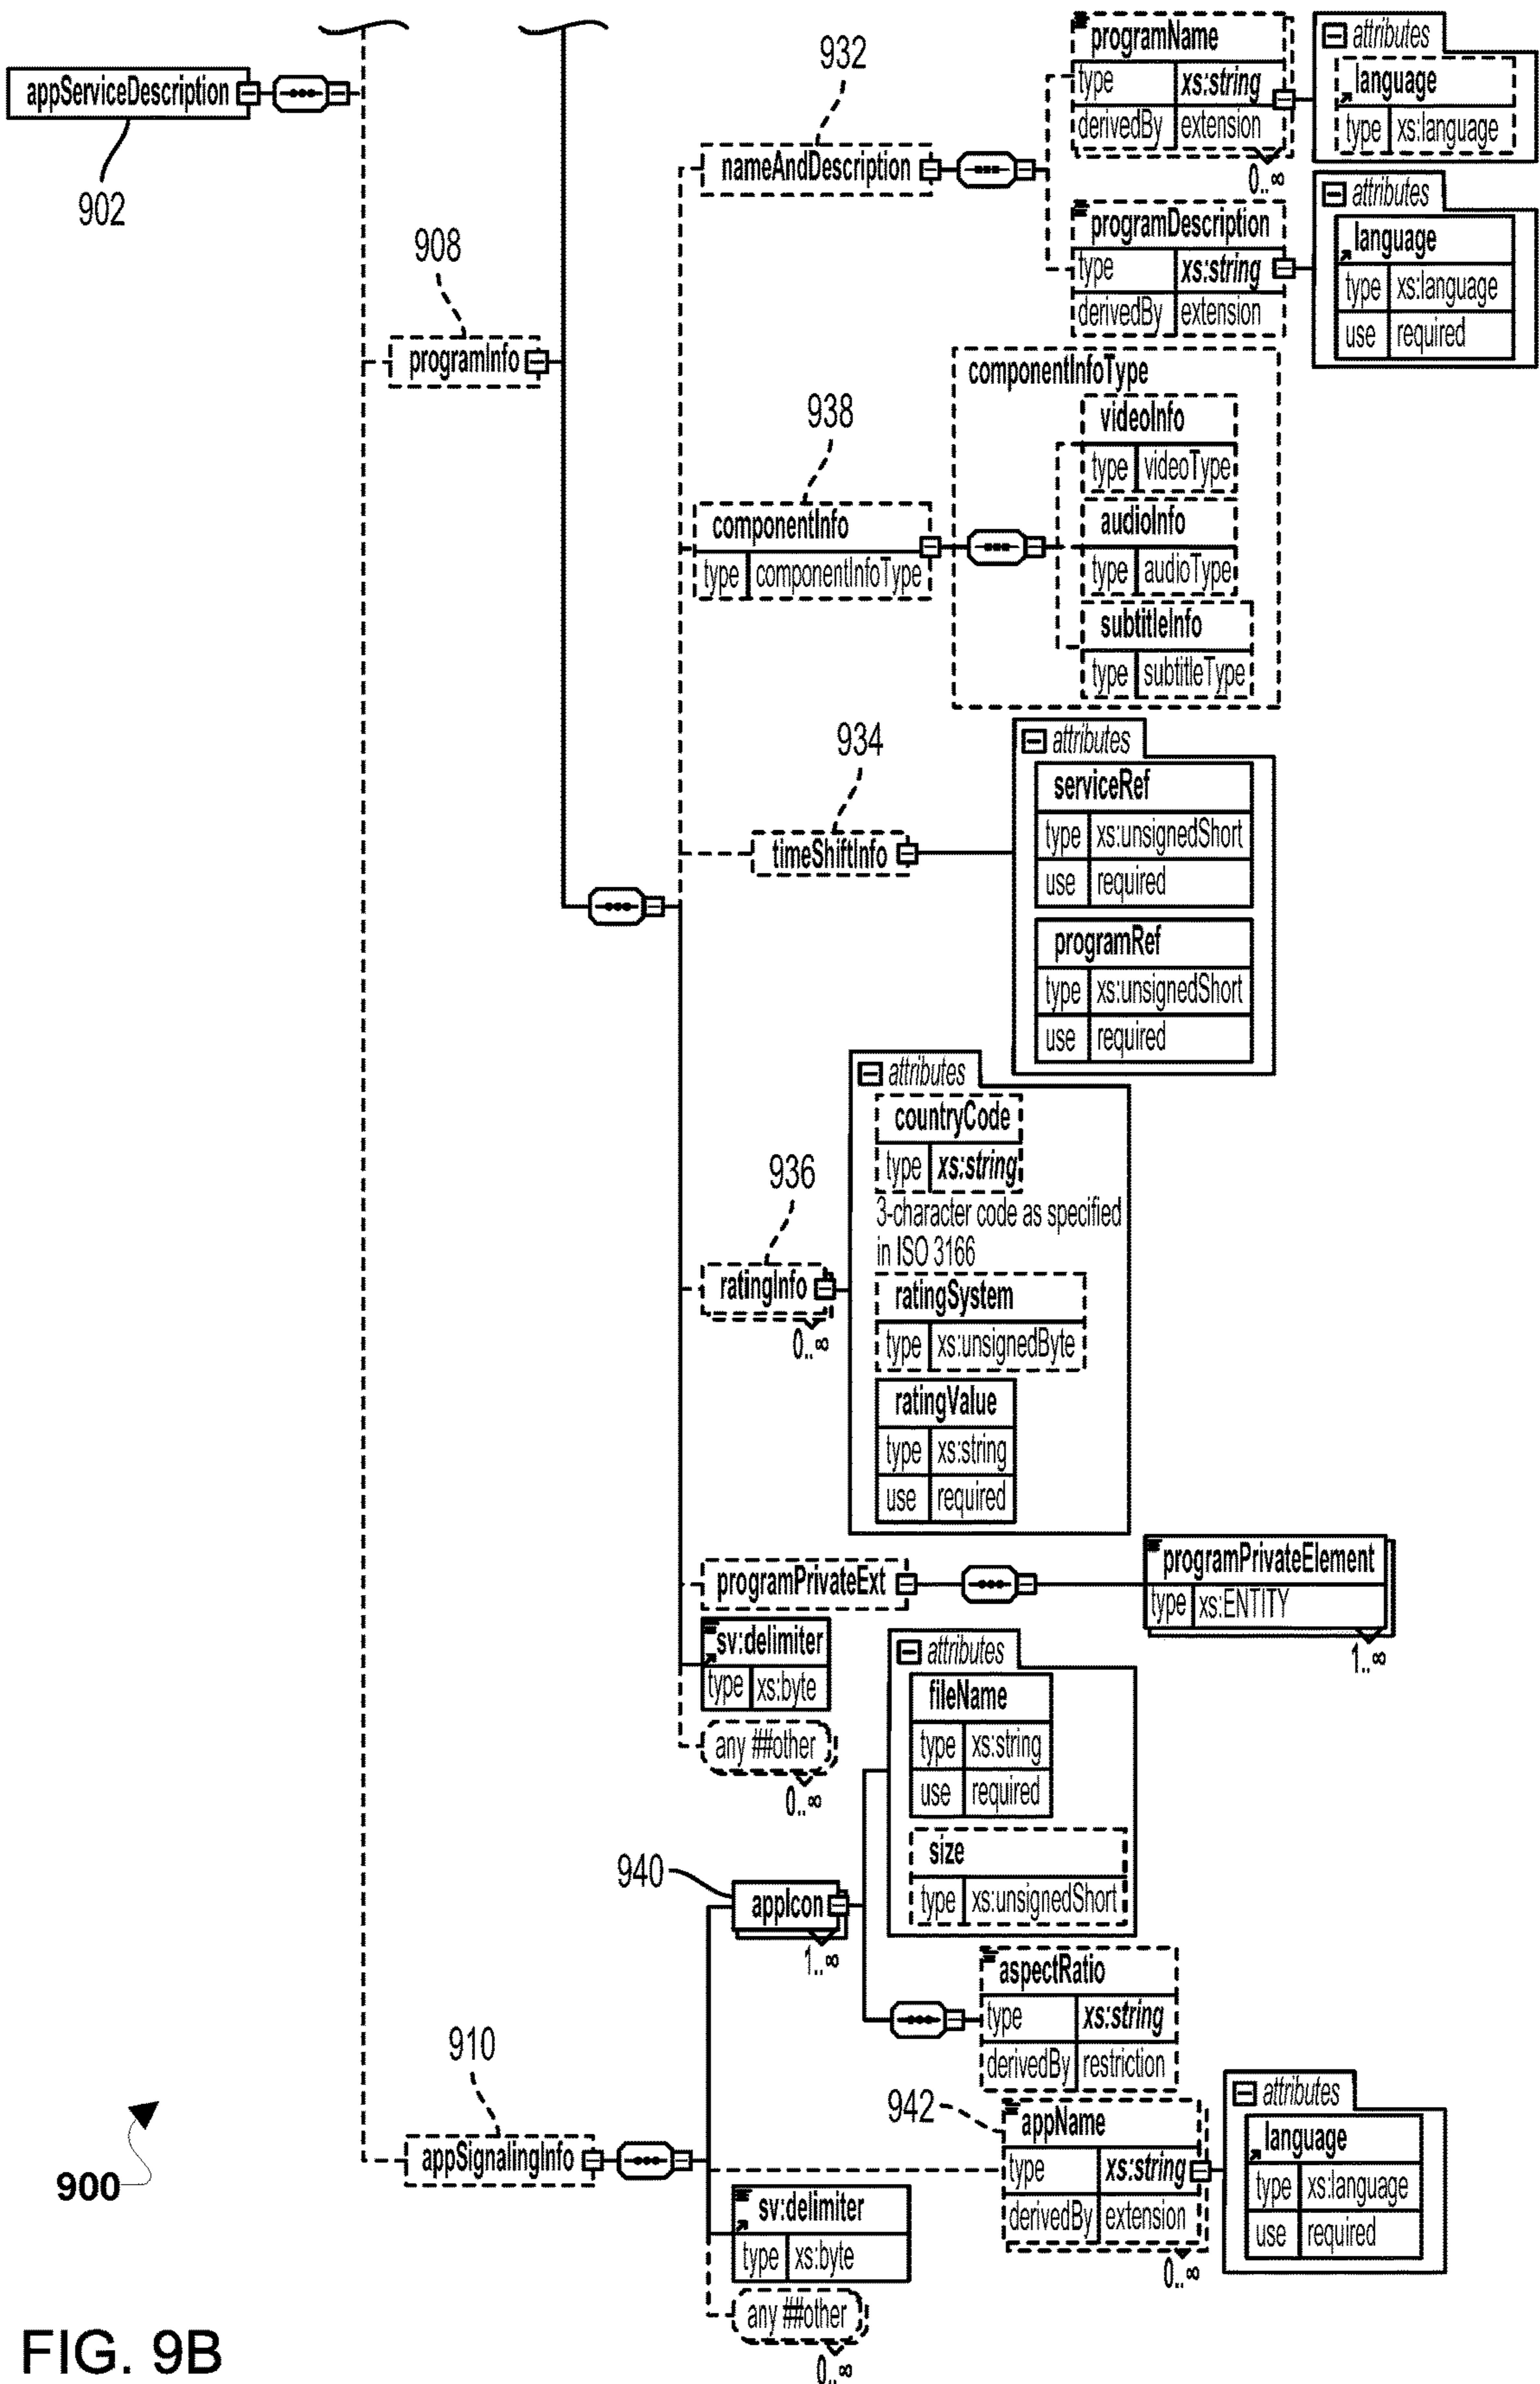 appServiceDescription
902
908
programInfo
932
nameAndDescription
programName
type xs:string
derivedBy extension
0..∞
attributes
language
type xs:language
programDescription
type xs:string
derivedBy extension
attributes
language
type xs:language
use required
938
componentInfo
type componentInfoType
componentInfoType
videoInfo
type videoType
audioInfo
type audioType
subtitleInfo
type subtitleType
934
timeShiftInfo
attributes
serviceRef
type xs:unsignedShort
use required
programRef
type xs:unsignedShort
use required
936
ratingInfo
0..∞
attributes
countryCode
type xs:string
3-character code as specified
in ISO 3166
ratingSystem
type xs:unsignedByte
ratingValue
type xs:string
use required
programPrivateExt
programPrivateElement
type xs:ENTITY
1..∞
sv:delimiter
type xs:byte
any ##other
0..∞
910
appSignalingInfo
940
appIcon
1..∞
attributes
fileName
type xs:string
use required
size
type xs:unsignedShort
aspectRatio
type xs:string
derivedBy restriction
942
appName
type xs:string
derivedBy extension
0..∞
attributes
language
type xs:language
use required
sv:delimiter
type xs:byte
any ##other
0..∞
900
FIG. 9B